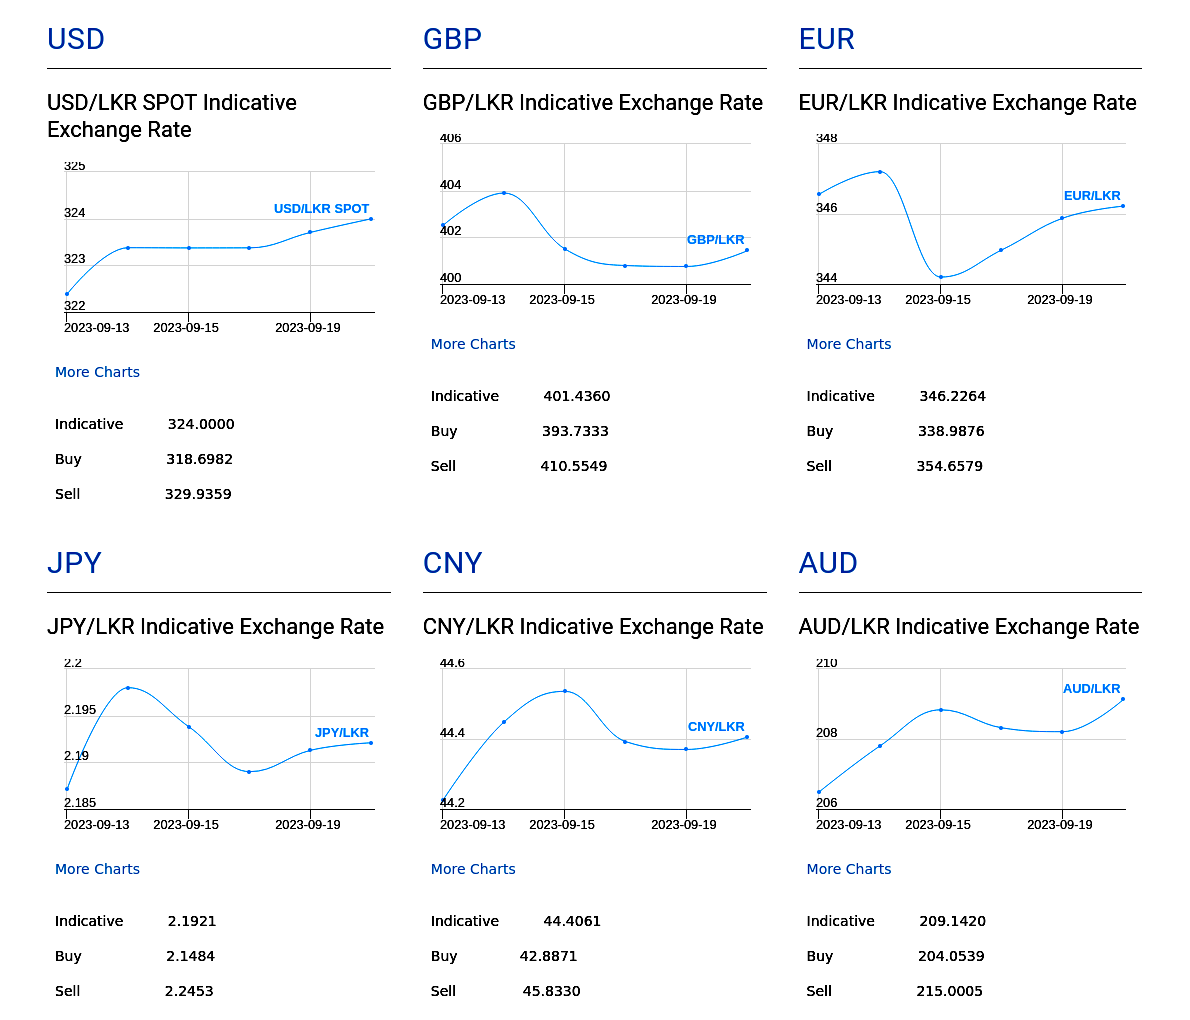 USD
USD/LKR SPOT Indicative
Exchange Rate
325
324
323
322
USD/LKR SPOT
2023-09-13 2023-09-15 2023-09-19
More Charts
Indicative 324.0000
Buy 318.6982
Sell 329.9359
GBP
GBP/LKR Indicative Exchange Rate
406
404
402
400
GBP/LKR
2023-09-13 2023-09-15 2023-09-19
More Charts
Indicative 401.4360
Buy 393.7333
Sell 410.5549
EUR
EUR/LKR Indicative Exchange Rate
348
346
344
EUR/LKR
2023-09-13 2023-09-15 2023-09-19
More Charts
Indicative 346.2264
Buy 338.9876
Sell 354.6579
JPY
JPY/LKR Indicative Exchange Rate
2.2
2.195
2.19
2.185
JPY/LKR
2023-09-13 2023-09-15 2023-09-19
More Charts
Indicative 2.1921
Buy 2.1484
Sell 2.2453
CNY
CNY/LKR Indicative Exchange Rate
44.6
44.4
44.2
CNY/LKR
2023-09-13 2023-09-15 2023-09-19
More Charts
Indicative 44.4061
Buy 42.8871
Sell 45.8330
AUD
AUD/LKR Indicative Exchange Rate
210
208
206
AUD/LKR
2023-09-13 2023-09-15 2023-09-19
More Charts
Indicative 209.1420
Buy 204.0539
Sell 215.0005